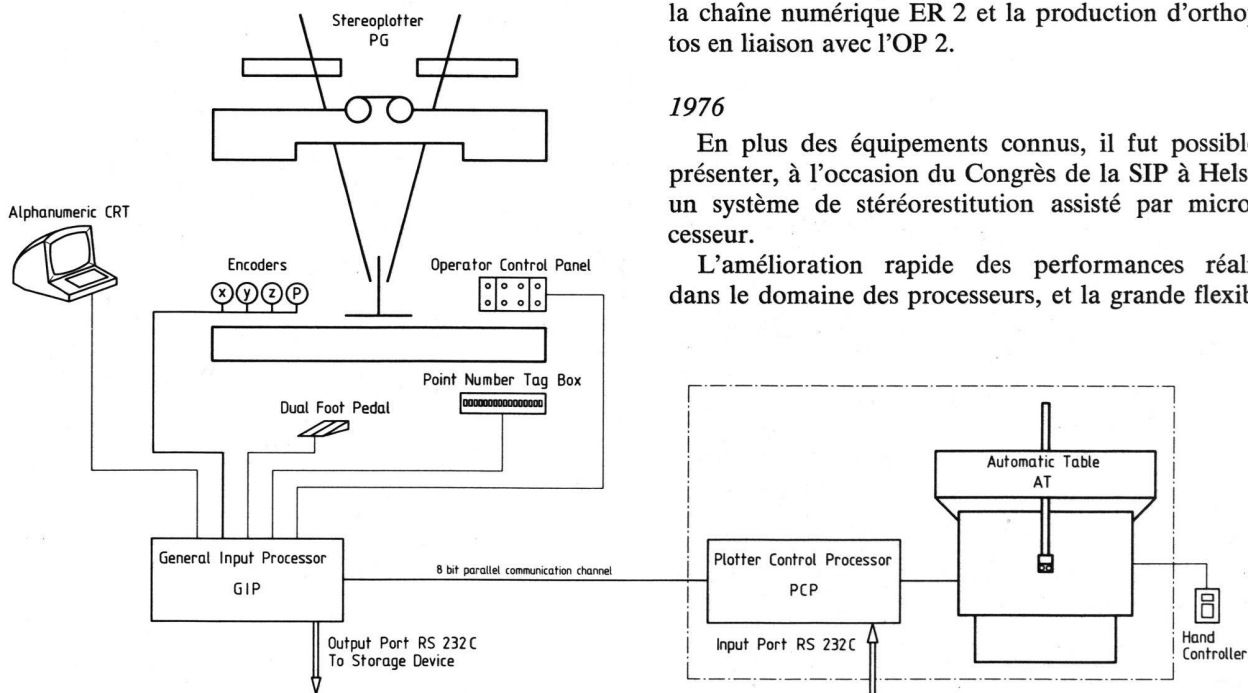 Stereoplotter
PG
Alphanumeric CRT
Encoders
x y z P
Operator Control Panel
Point Number Tag Box
Dual Foot Pedal
General Input Processor
GIP
8 bit parallel communication channel
Output Port RS 232C
To Storage Device
la chaîne numérique ER 2 et la production d'ortho
tos en liaison avec l'OP 2.
1976
En plus des équipements connus, il fut possible
présenter, à l'occasion du Congrès de la SIP à Hels
un système de stéréorestitution assisté par micro
cesseur.
L'amélioration rapide des performances réali
dans le domaine des processeurs, et la grande flexib
Automatic Table
AT
Plotter Control Processor
PCP
Input Port RS 232C
Hand
Controller